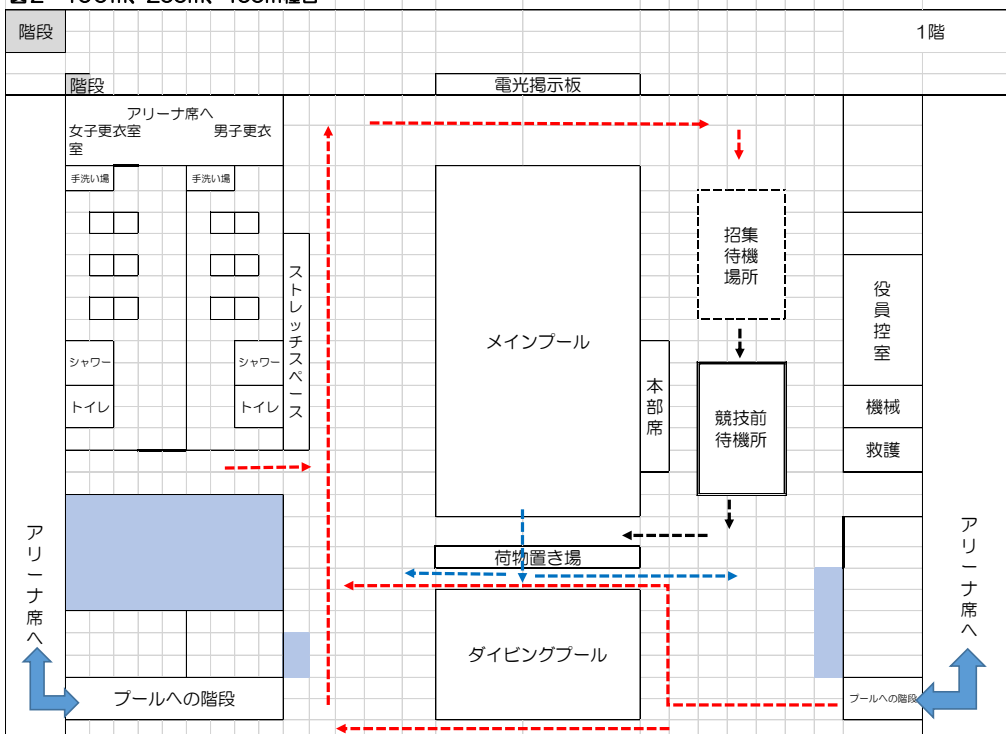 階段
1階
階段
電光掲示板
アリーナ席へ
女子更衣室
男子更衣
手洗い場
手洗い場
招集
待機
場所
役員控室
ストレッチスペース
メインプール
シャワー
シャワー
本部席
トイレ
トイレ
機械
競技前
待機所
救護
アリーナ席へ
アリーナ席へ
荷物置き場
ダイビングプール
プールへの階段
プールへの階段